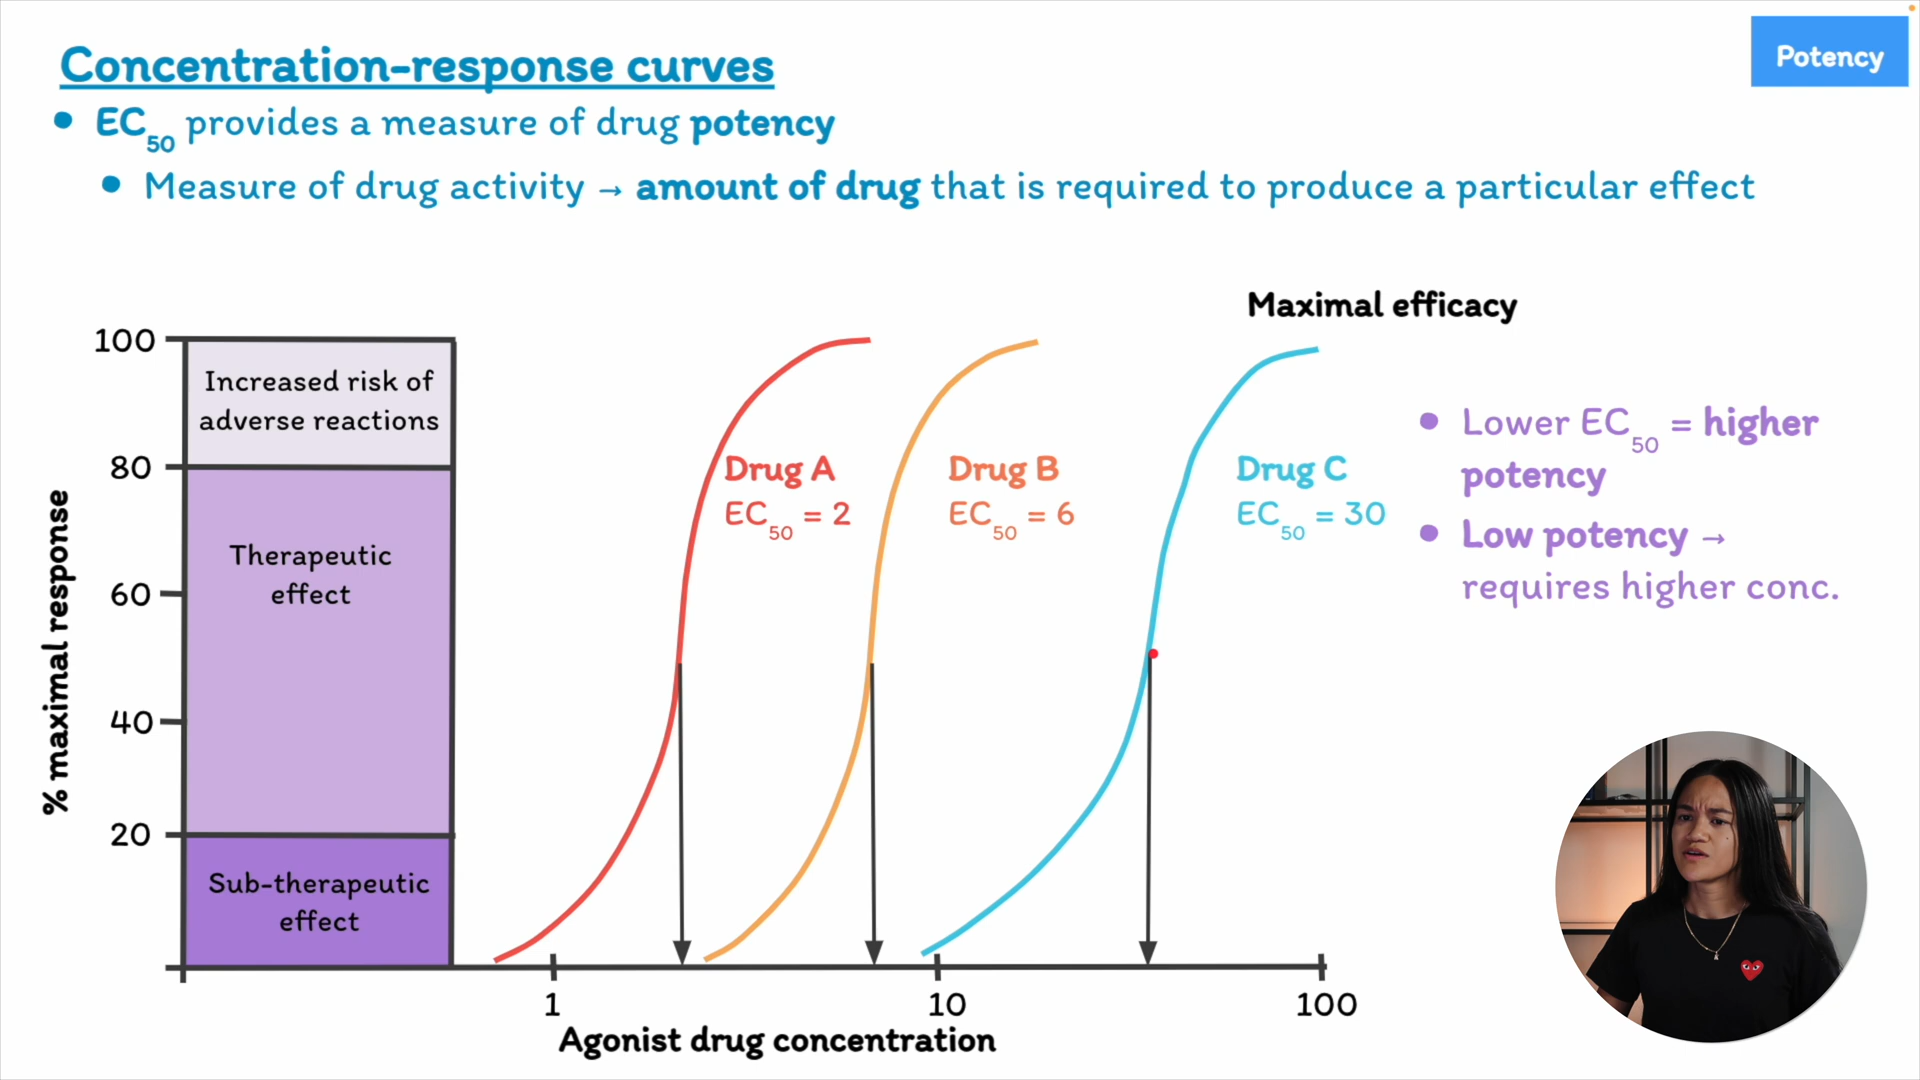 Potency
Concentration-response curves
EC50 provides a measure of drug potency
Measure of drug activity → amount of drug that is required to produce a particular effect
Maximal efficacy
% maximal response
100
80
60
40
20
Increased risk of
adverse reactions
Therapeutic
effect
Sub-therapeutic
effect
Drug A
EC50 = 2
Drug B
EC50 = 6
Drug C
EC50 = 30
Lower EC50 = higher
potency
Low potency →
requires higher conc.
1
10
100
Agonist drug concentration